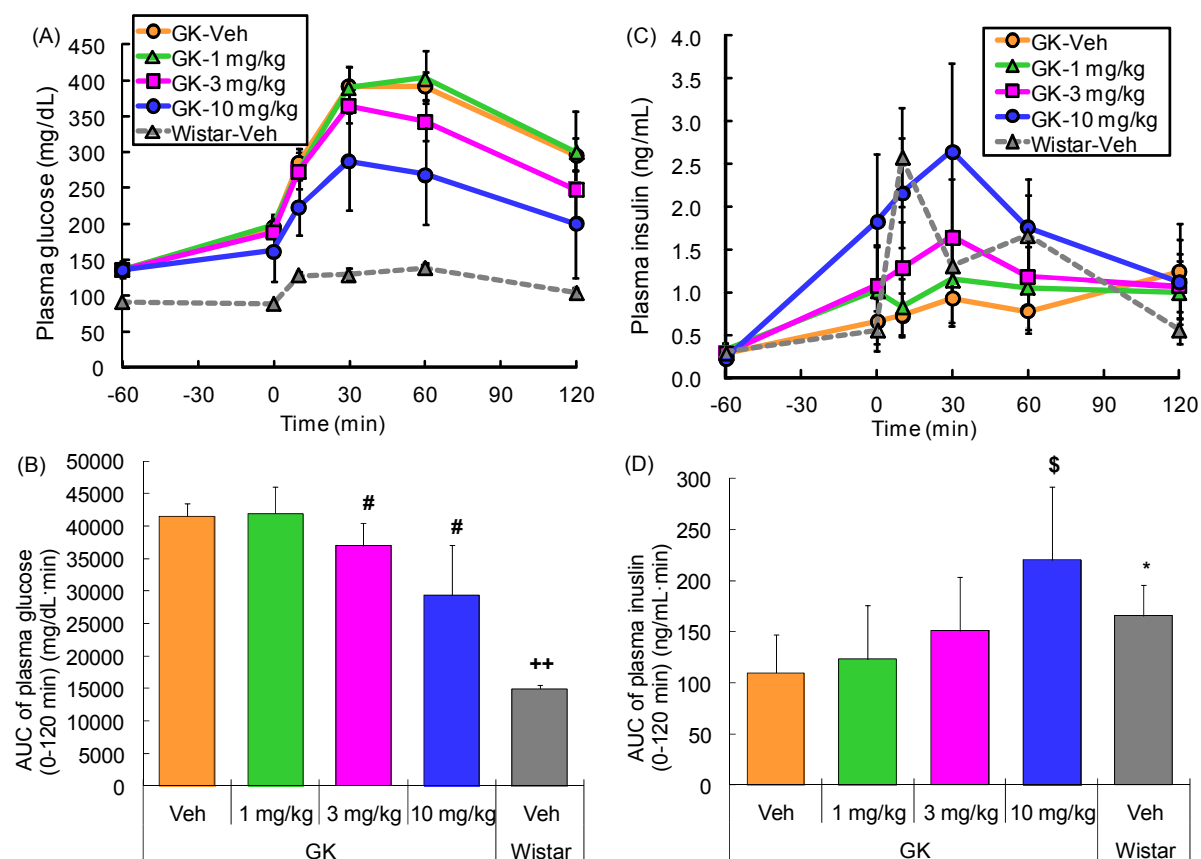 (A)
GK-Veh
GK-1 mg/kg
GK-3 mg/kg
GK-10 mg/kg
Wistar-Veh
Plasma glucose (mg/dL)
450
400
350
300
250
200
150
100
50
0
-60
-30
0
30
60
90
120
Time (min)
(C)
GK-Veh
GK-1 mg/kg
GK-3 mg/kg
GK-10 mg/kg
Wistar-Veh
Plasma insulin (ng/mL)
4.0
3.5
3.0
2.5
2.0
1.5
1.0
0.5
0.0
-60
-30
0
30
60
90
120
Time (min)
(B)
AUC of plasma glucose
(0-120 min) (mg/dL·min)
50000
45000
40000
35000
30000
25000
20000
15000
10000
5000
0
#
#
++
Veh
1 mg/kg
3 mg/kg
10 mg/kg
Veh
GK
Wistar
(D)
AUC of plasma inuslin
(0-120 min) (ng/mL·min)
300
250
200
150
100
50
0
$
*
Veh
1 mg/kg
3 mg/kg
10 mg/kg
Veh
GK
Wistar